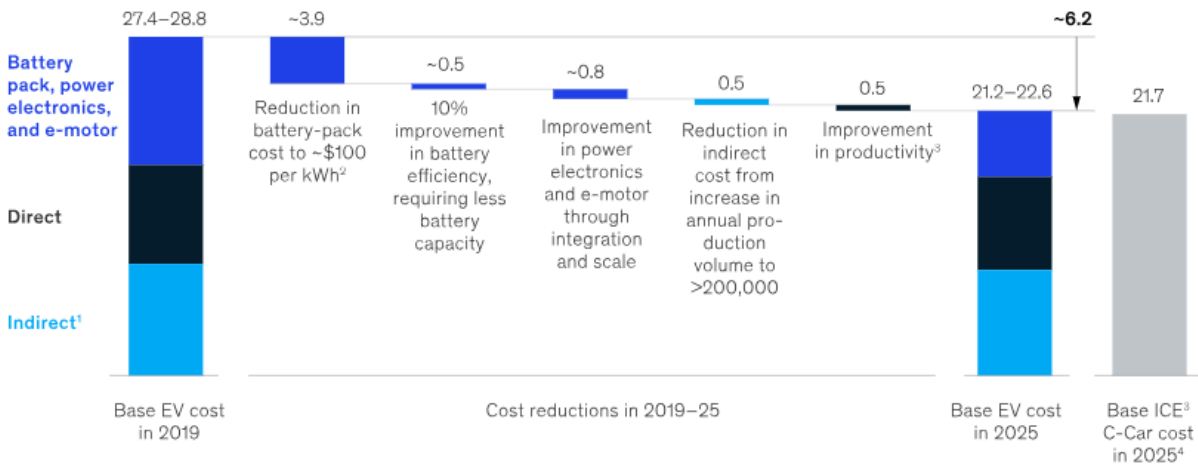 27.4–28.8
~3.9
~0.5
~0.8
0.5
0.5
~6.2
21.2–22.6
21.7
Battery
pack, power
electronics,
and e-motor
Direct
Indirect¹
Reduction in
battery-pack
cost to ~$100
per kWh²
10%
improvement
in battery
efficiency,
requiring less
battery
capacity
Improvement
in power
electronics
and e-motor
through
integration
and scale
Reduction in
indirect
cost from
increase in
annual pro-
duction
volume to
>200,000
Improvement
in productivity³
Base EV cost
in 2019
Cost reductions in 2019–25
Base EV cost
in 2025
Base ICE³
C-Car cost
in 2025⁴